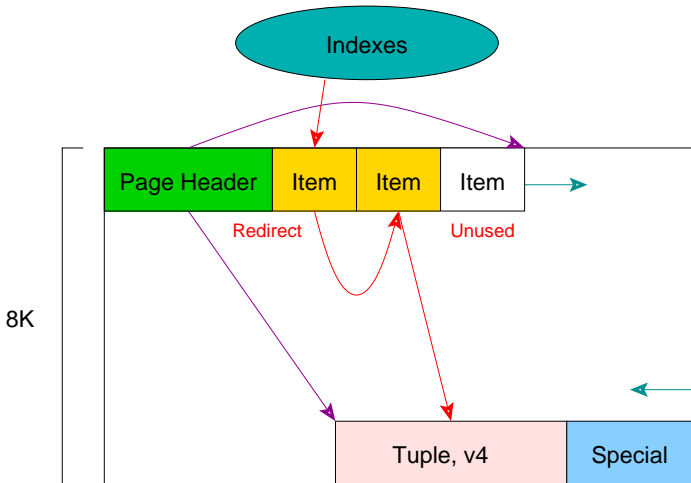 Indexes
Page Header
Item
Item
Item
Redirect
Unused
8K
Tuple, v4
Special